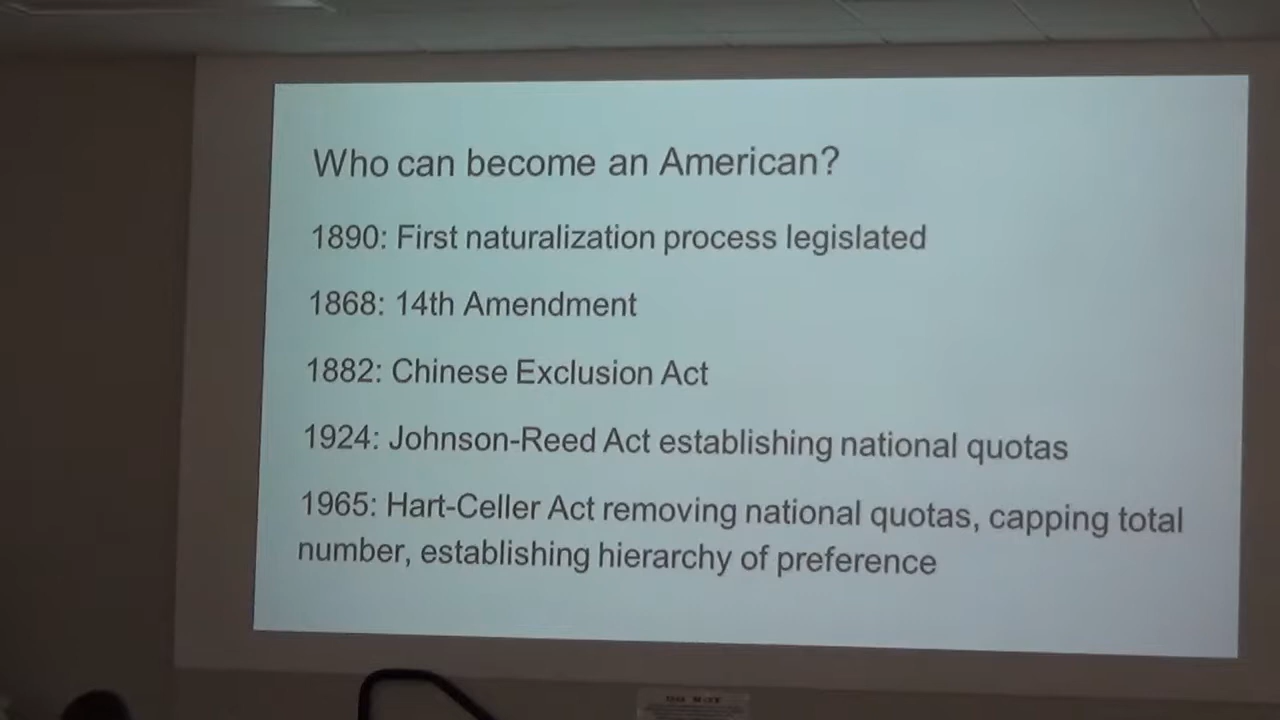 Who can become an American?
1890: First naturalization process legislated
1868: 14th Amendment
1882: Chinese Exclusion Act
1924: Johnson-Reed Act establishing national quotas
1965: Hart-Celler Act removing national quotas, capping total
number, establishing hierarchy of preference